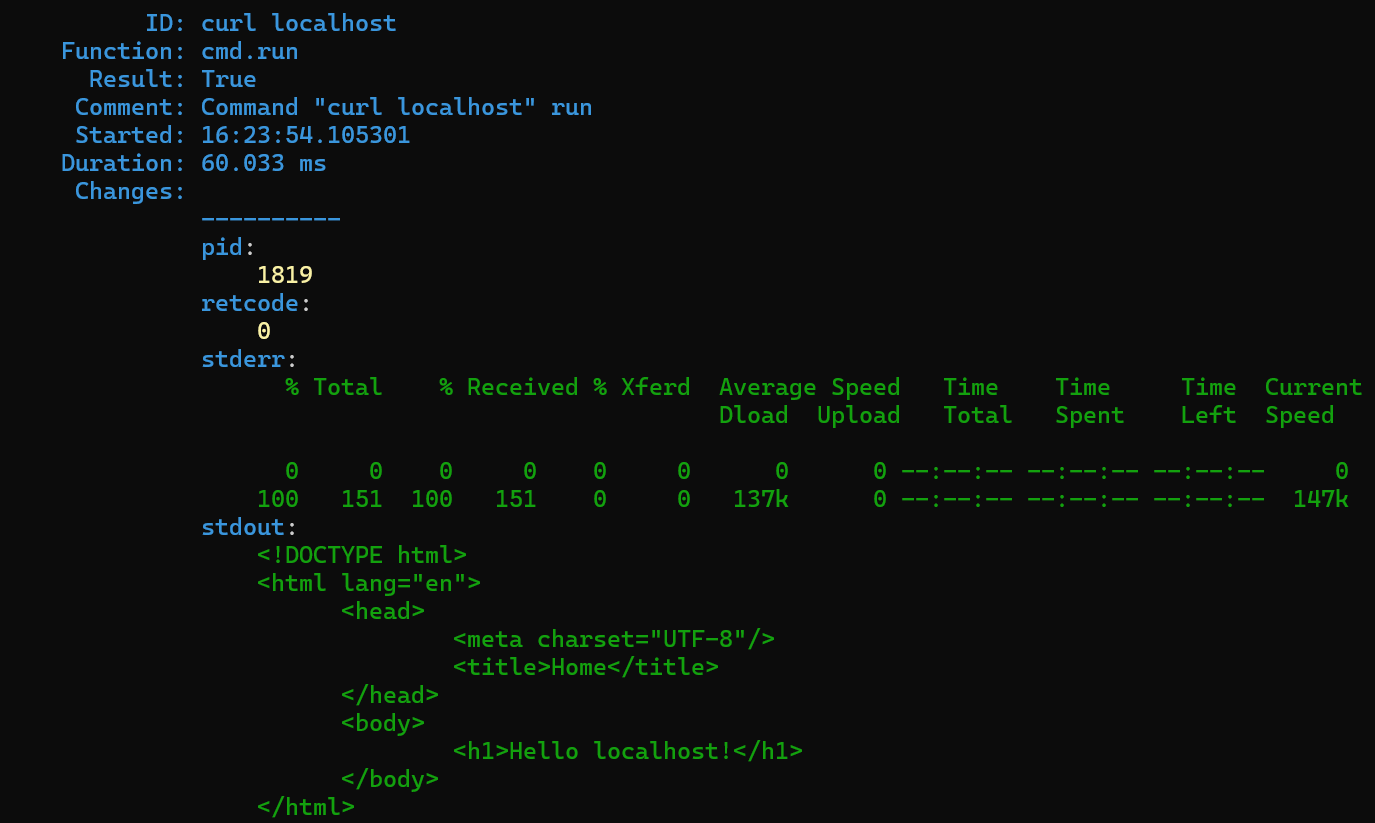 ID: curl localhost
Function: cmd.run
Result: True
Comment: Command "curl localhost" run
Started: 16:23:54.105301
Duration: 60.033 ms
Changes:
----------
pid:
1819
retcode:
0
stderr:
% Total % Received % Xferd Average Speed Time Time Time Current
Dload Upload Total Spent Left Speed
0 0 0 0 0 0 0 0 --:--:-- --:--:-- --:--:-- 0
100 151 100 151 0 0 137k 0 --:--:-- --:--:-- --:--:-- 147k
stdout:
<!DOCTYPE html>
<html lang="en">
<head>
<meta charset="UTF-8"/>
<title>Home</title>
</head>
<body>
<h1>Hello localhost!</h1>
</body>
</html>